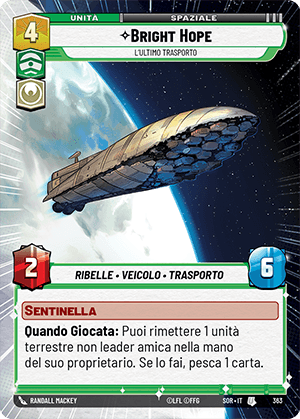 UNITÀ SPAZIALE
4
✧BRIGHT HOPE
L'ULTIMO TRASPORTO
2
6
RIBELLE • VEICOLO • TRASPORTO
SENTINELLA
Quando Giocata: Puoi rimettere 1 unità
terrestre non leader amica nella mano
del suo proprietario. Se lo fai, pesca 1 carta.
RANDALL MACKEY
©LFL ©FFG
SOR • IT
363